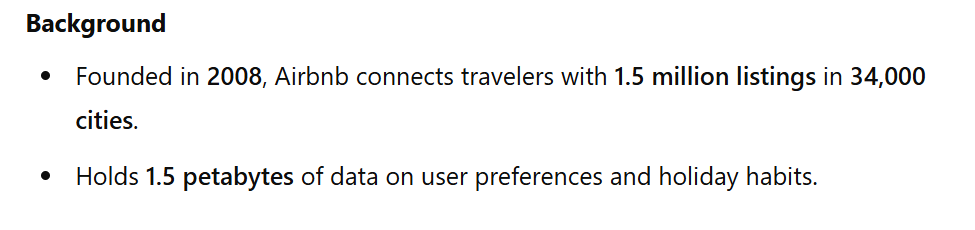 Background
• Founded in 2008, Airbnb connects travelers with 1.5 million listings in 34,000
cities.
• Holds 1.5 petabytes of data on user preferences and holiday habits.